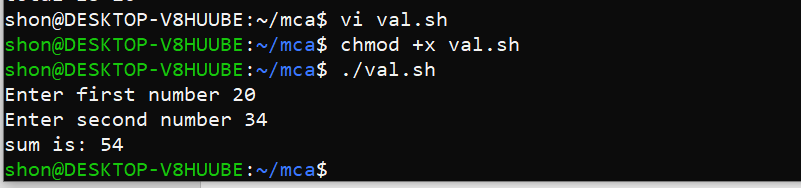 shon@DESKTOP-V8HUUBE:~/mca$ vi val.sh
shon@DESKTOP-V8HUUBE:~/mca$ chmod +x val.sh
shon@DESKTOP-V8HUUBE:~/mca$ ./val.sh
Enter first number 20
Enter second number 34
sum is: 54
shon@DESKTOP-V8HUUBE:~/mca$